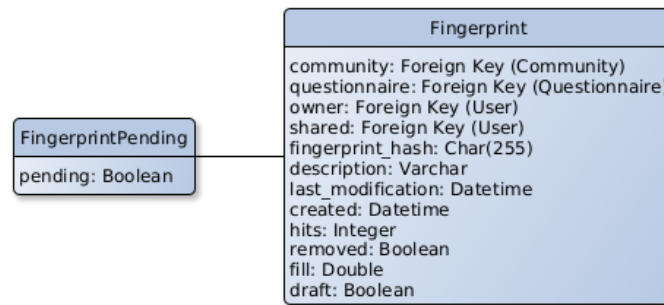 FingerprintPending
pending: Boolean
Fingerprint
community: Foreign Key (Community)
questionnaire: Foreign Key (Questionnaire)
owner: Foreign Key (User)
shared: Foreign Key (User)
fingerprint_hash: Char(255)
description: Varchar
last_modification: Datetime
created: Datetime
hits: Integer
removed: Boolean
fill: Double
draft: Boolean